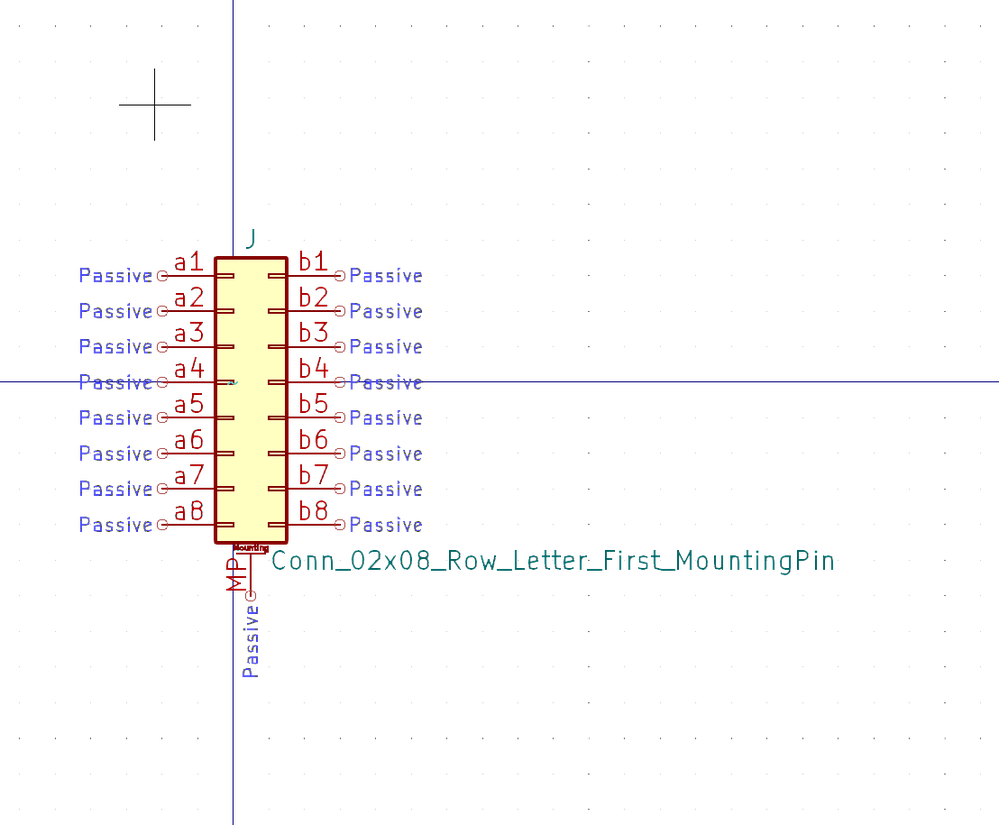 J
Passive a1 b1 Passive
Passive a2 b2 Passive
Passive a3 b3 Passive
Passive a4 b4 Passive
Passive a5 b5 Passive
Passive a6 b6 Passive
Passive a7 b7 Passive
Passive a8 b8 Passive
Mounting
Conn_02x08_Row_Letter_First_MountingPin
MP
Passive